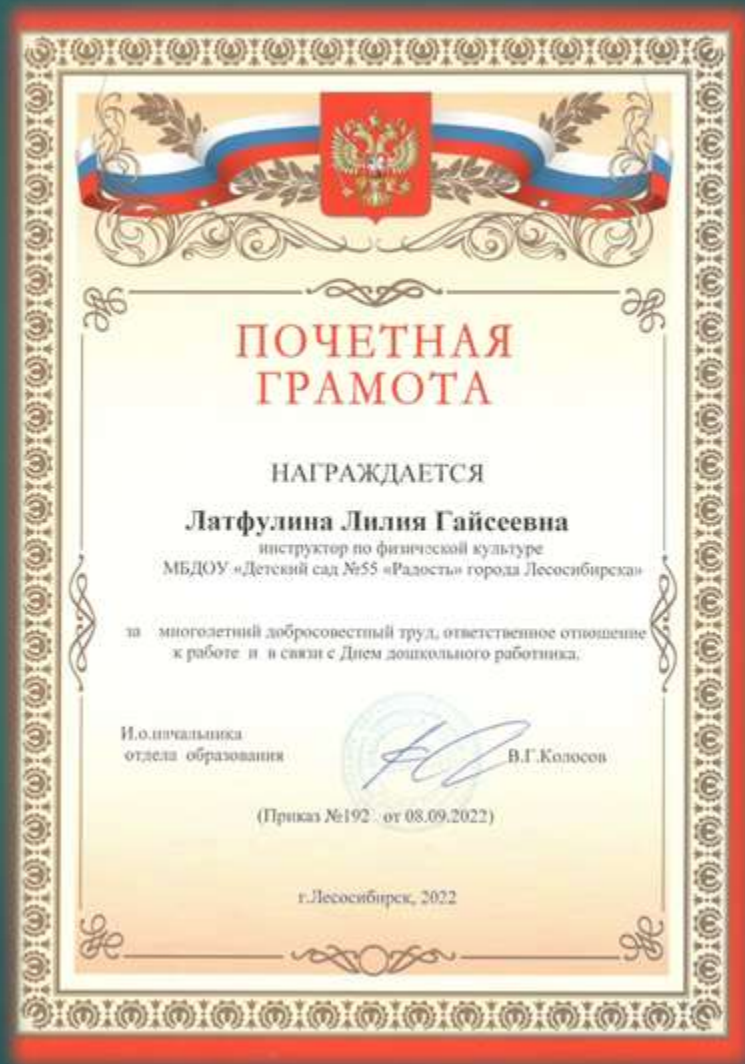 ПОЧЕТНАЯ
ГРАМОТА
НАГРАЖДАЕТСЯ
Латфулина Лилия Гайсеевна
инструктор по физической культуре
МБДОУ «Детский сад №55 «Радость» города Лесосибирска»
за многолетний добросовестный труд, ответственное отношение
к работе и в связи с Днем дошкольного работника.
И.о.начальника
отдела образования
В.Г.Колосов
(Приказ №192 от 08.09.2022)
г.Лесосибирск, 2022